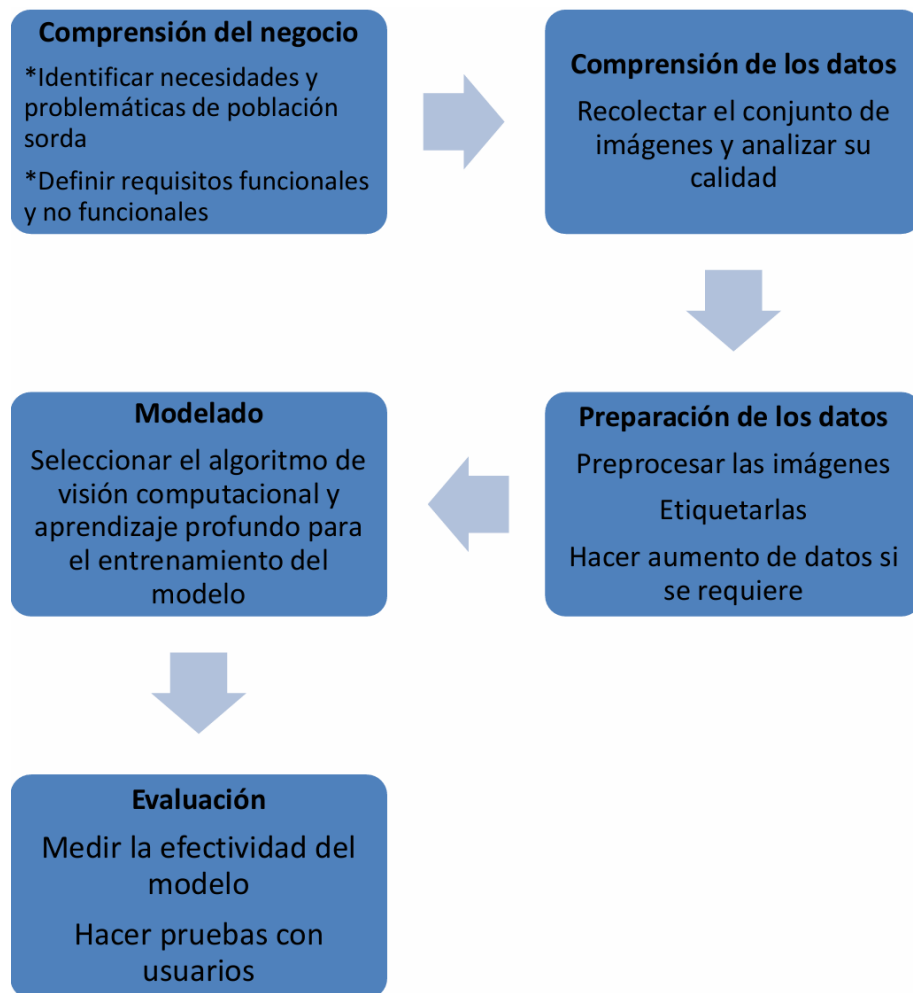 Comprensión del negocio
*Identificar necesidades y
problemáticas de población
sorda
*Definir requisitos funcionales
y no funcionales
Comprensión de los datos
Recolectar el conjunto de
imágenes y analizar su
calidad
Preparación de los datos
Preprocesar las imágenes
Etiquetarlas
Hacer aumento de datos si
se requiere
Modelado
Seleccionar el algoritmo de
visión computacional y
aprendizaje profundo para
el entrenamiento del
modelo
Evaluación
Medir la efectividad del
modelo
Hacer pruebas con
usuarios